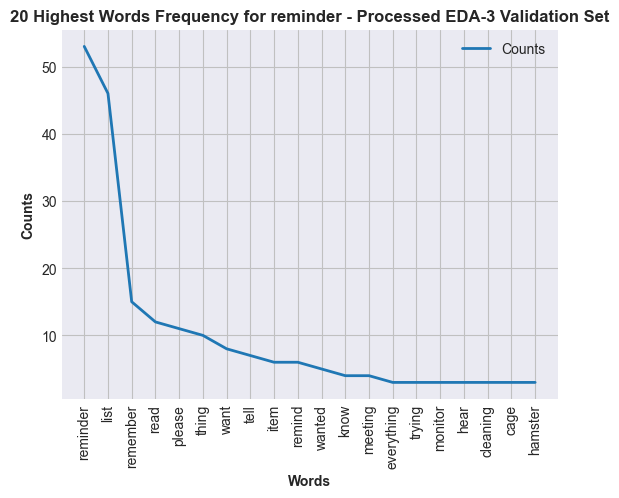 20 Highest Words Frequency for reminder - Processed EDA-3 Validation Set
Counts
50
40
30
20
10
Counts
reminder
list
remember
read
please
thing
want
tell
item
remind
wanted
know
meeting
everything
trying
monitor
hear
cleaning
cage
hamster
Words